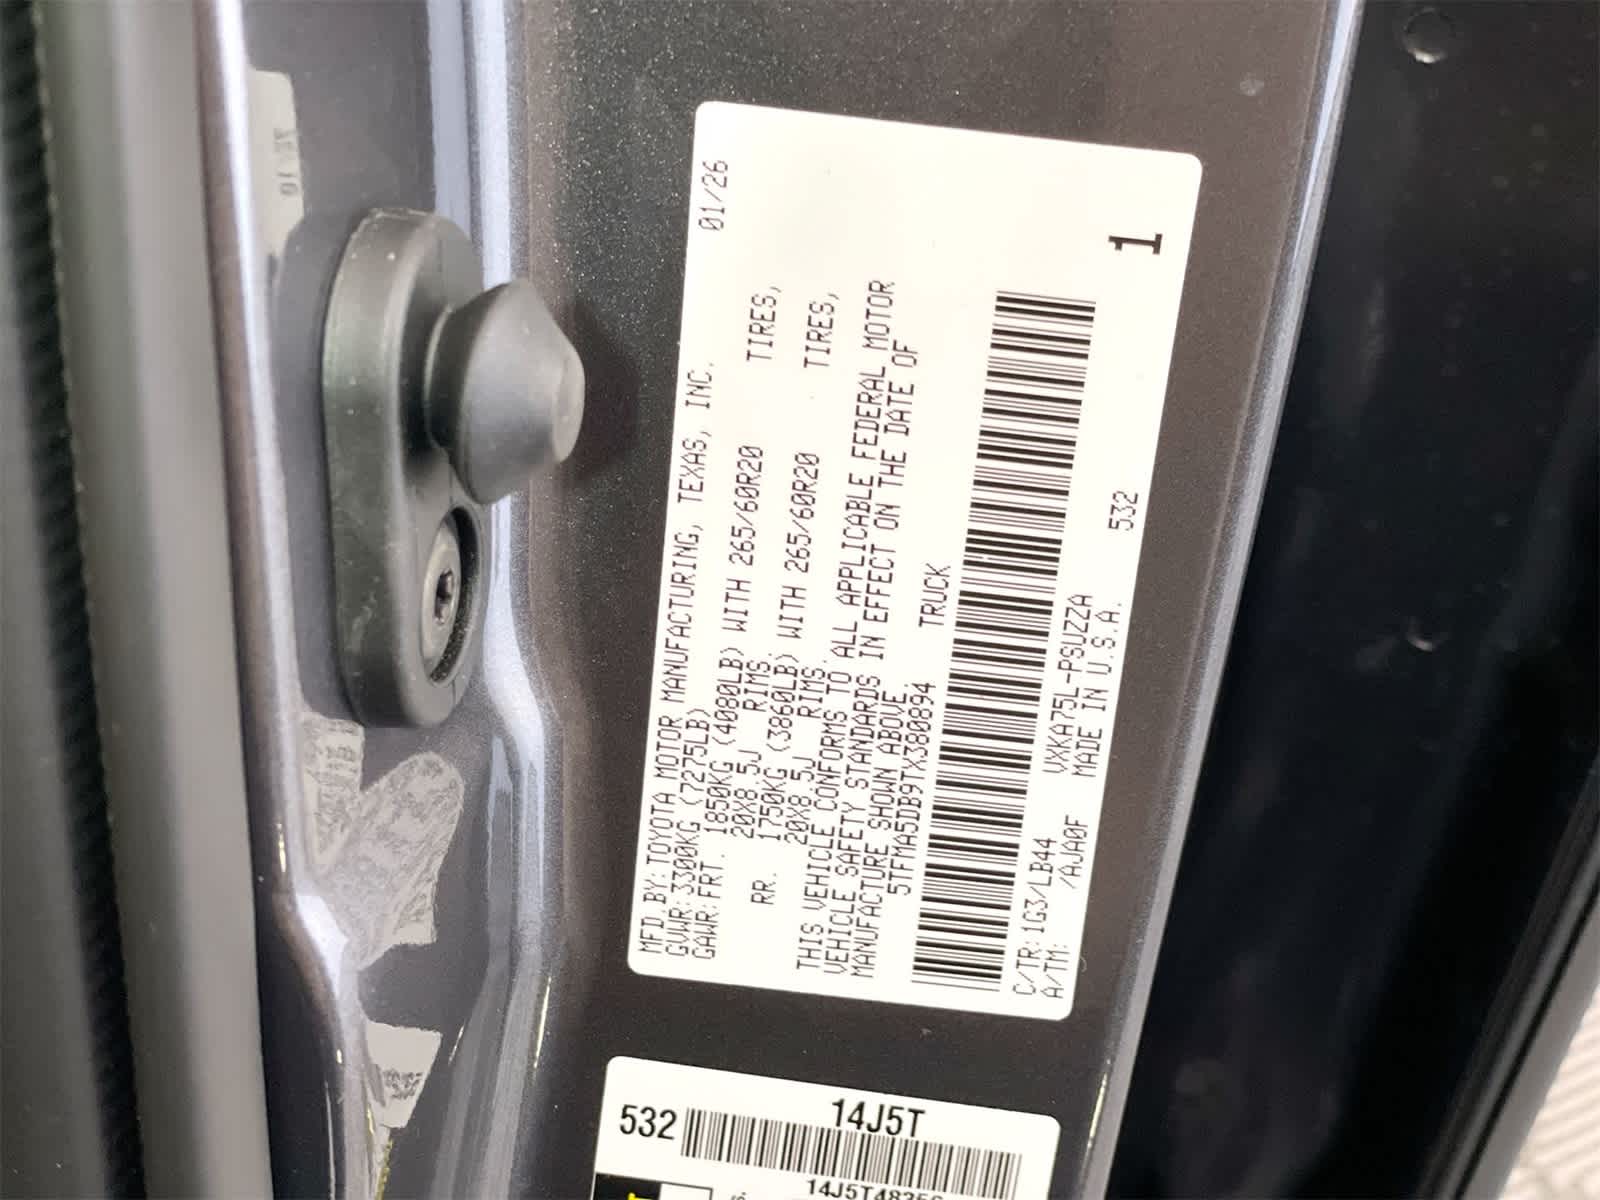 MFD.BY:TOYOTA MOTOR MANUFACTURING, TEXAS, INC. 01/26
GVWR:3300KG (7275LB)
GAWR:FRT. 1850KG (4080LB) WITH 265/60R20 TIRES,
20X8.5J RIMS,
RR. 1750KG (3860LB) WITH 265/60R20 TIRES,
20X8.5J RIMS.
THIS VEHICLE CONFORMS TO ALL APPLICABLE FEDERAL MOTOR
VEHICLE SAFETY STANDARDS IN EFFECT ON THE DATE OF
MANUFACTURE SHOWN ABOVE.
5TFMA5DB9TX380894 TRUCK
C/TR:1G3/LB44 VXKA75L-PSUZZA
A/TM: /AJA0F MADE IN U.S.A. 532
1
532 14J5T